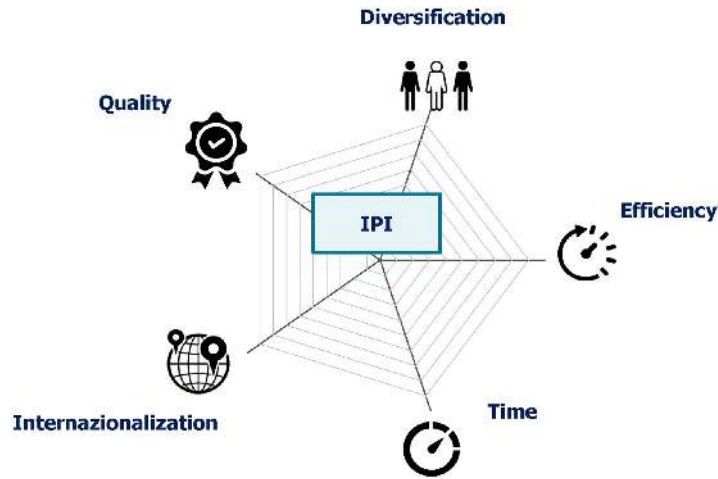 Diversification
Quality
Efficiency
IPI
Internazionalization
Time